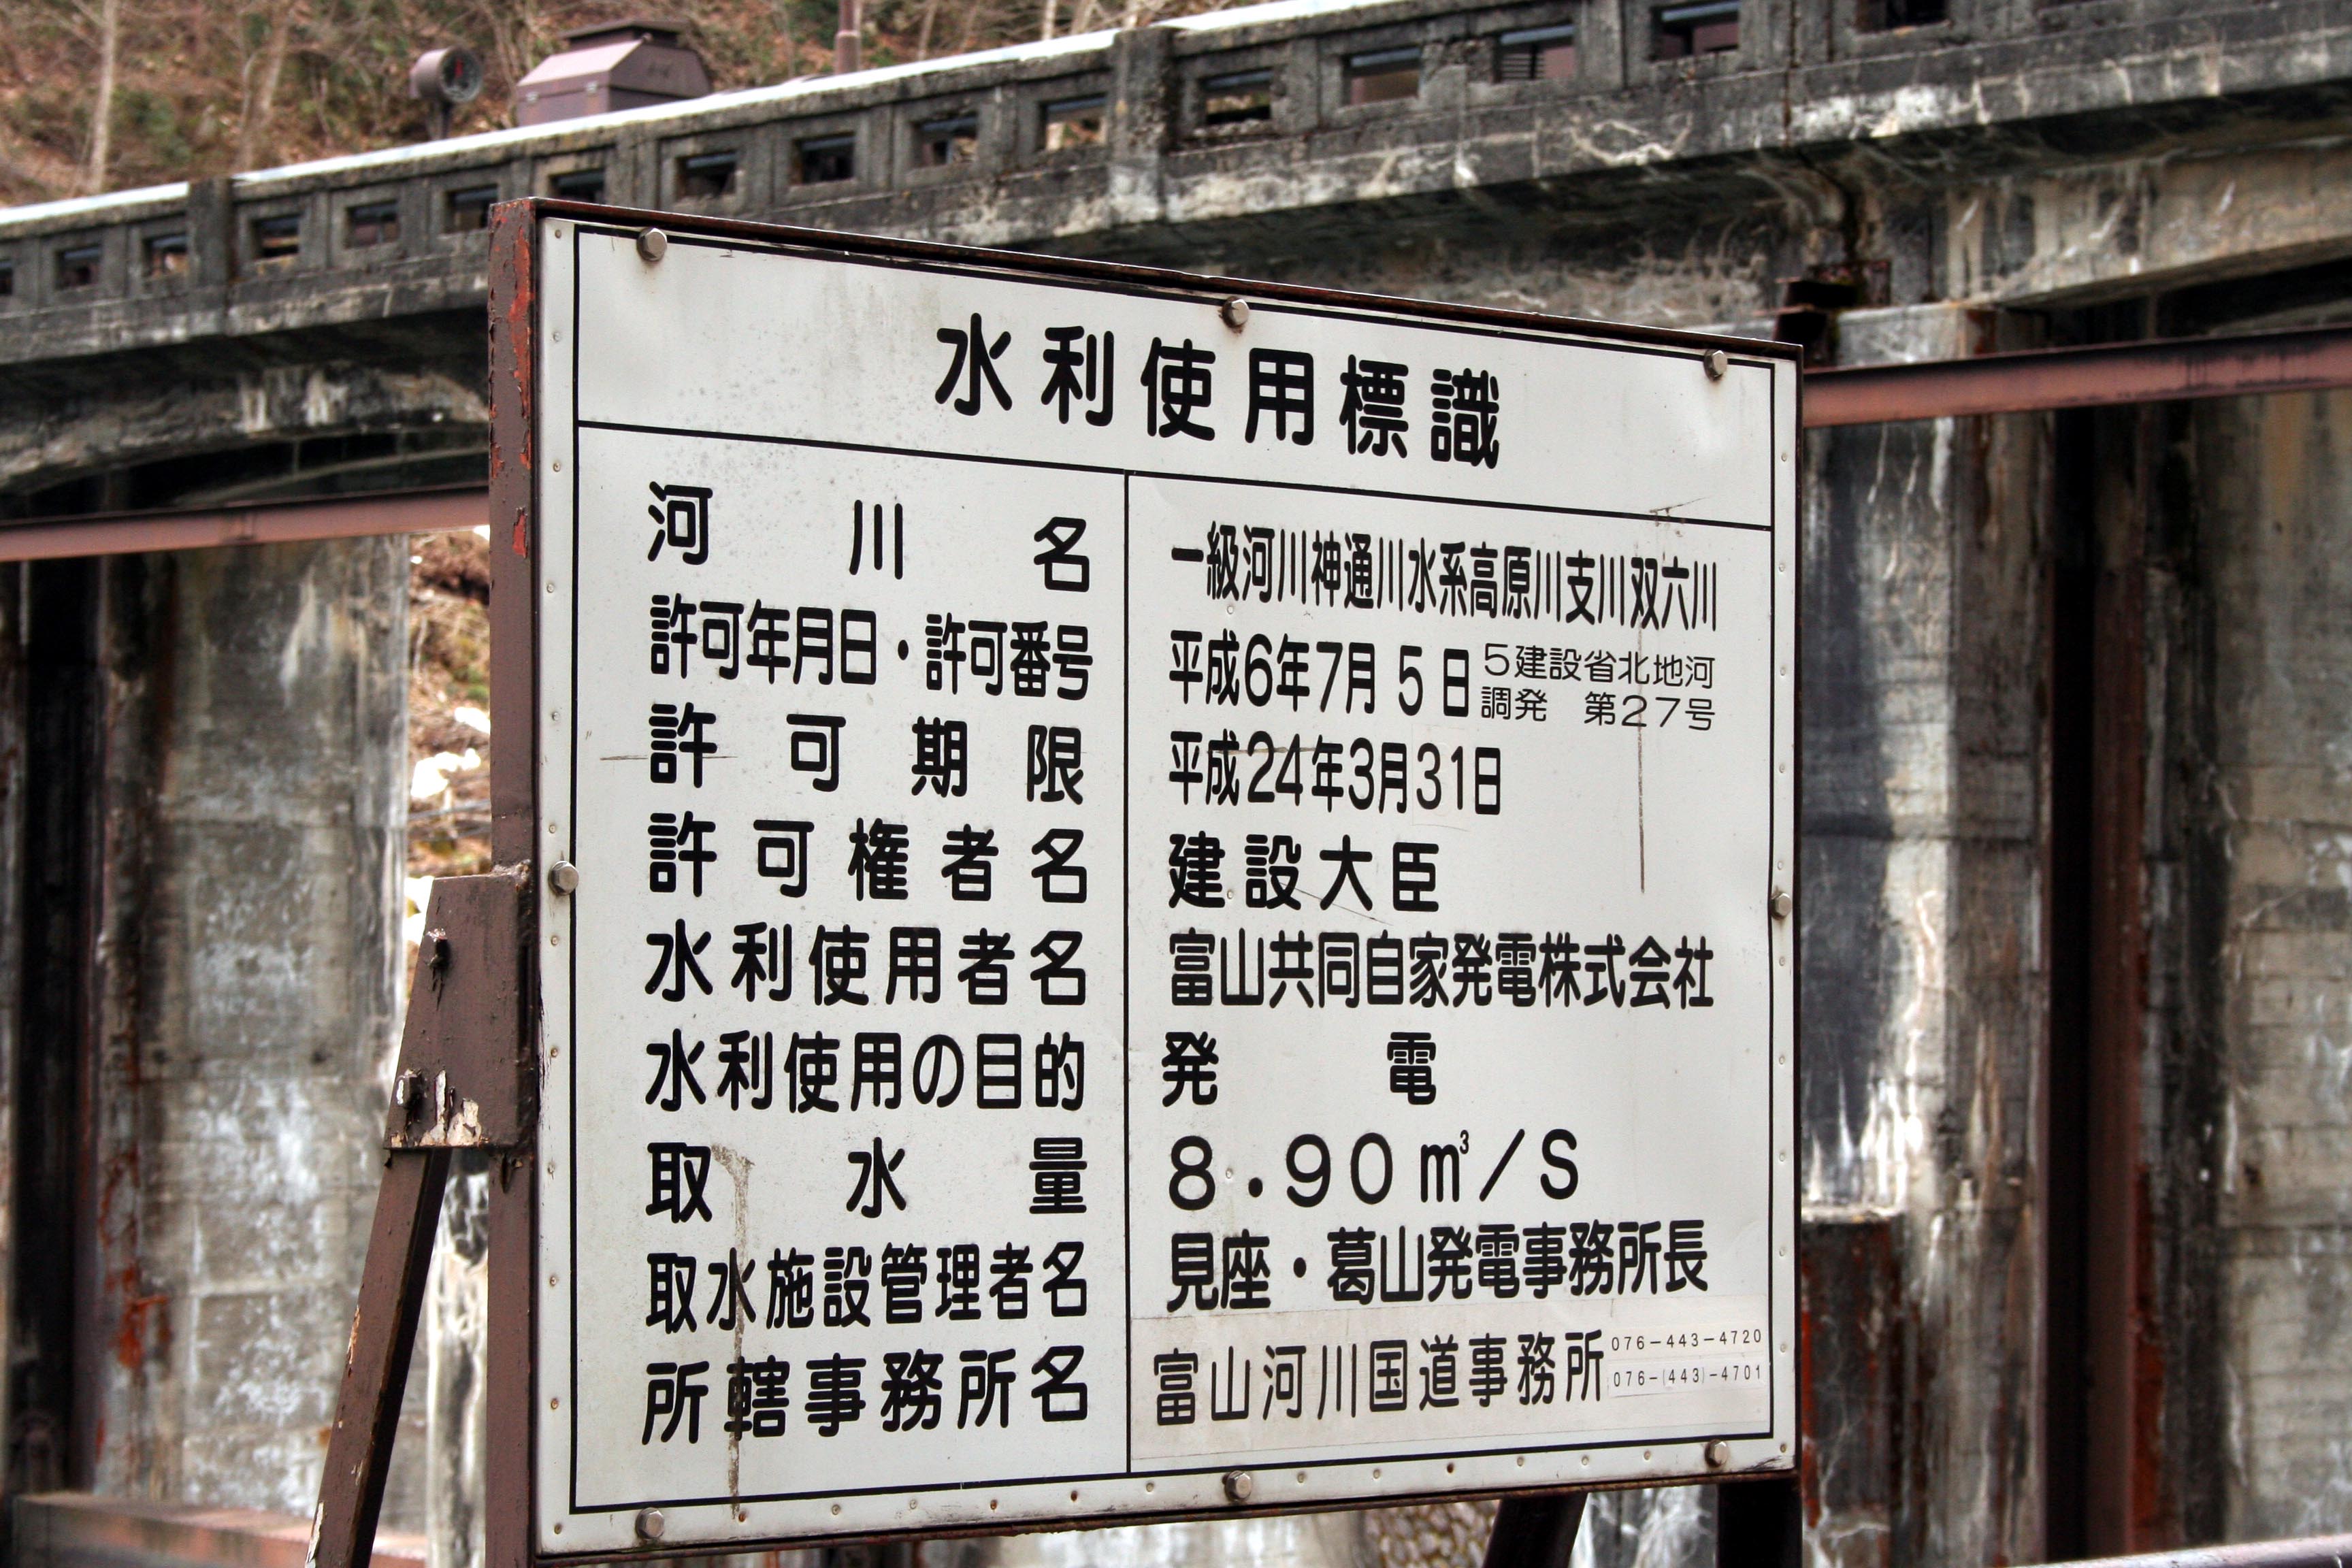 水利使用標識
河川名 一級河川神通川水系高原川支川双六川
許可年月日・許可番号 平成6年7月5日 5建設省北地河調発 第27号
許可期限 平成24年3月31日
許可権者名 建設大臣
水利使用者名 富山共同自家発電株式会社
水利使用の目的 発電
取水量 8.90m³/S
取水施設管理者名 見座・葛山発電事務所長
所轄事務所名 富山河川国道事務所 076-443-4720 076-(443)-4701